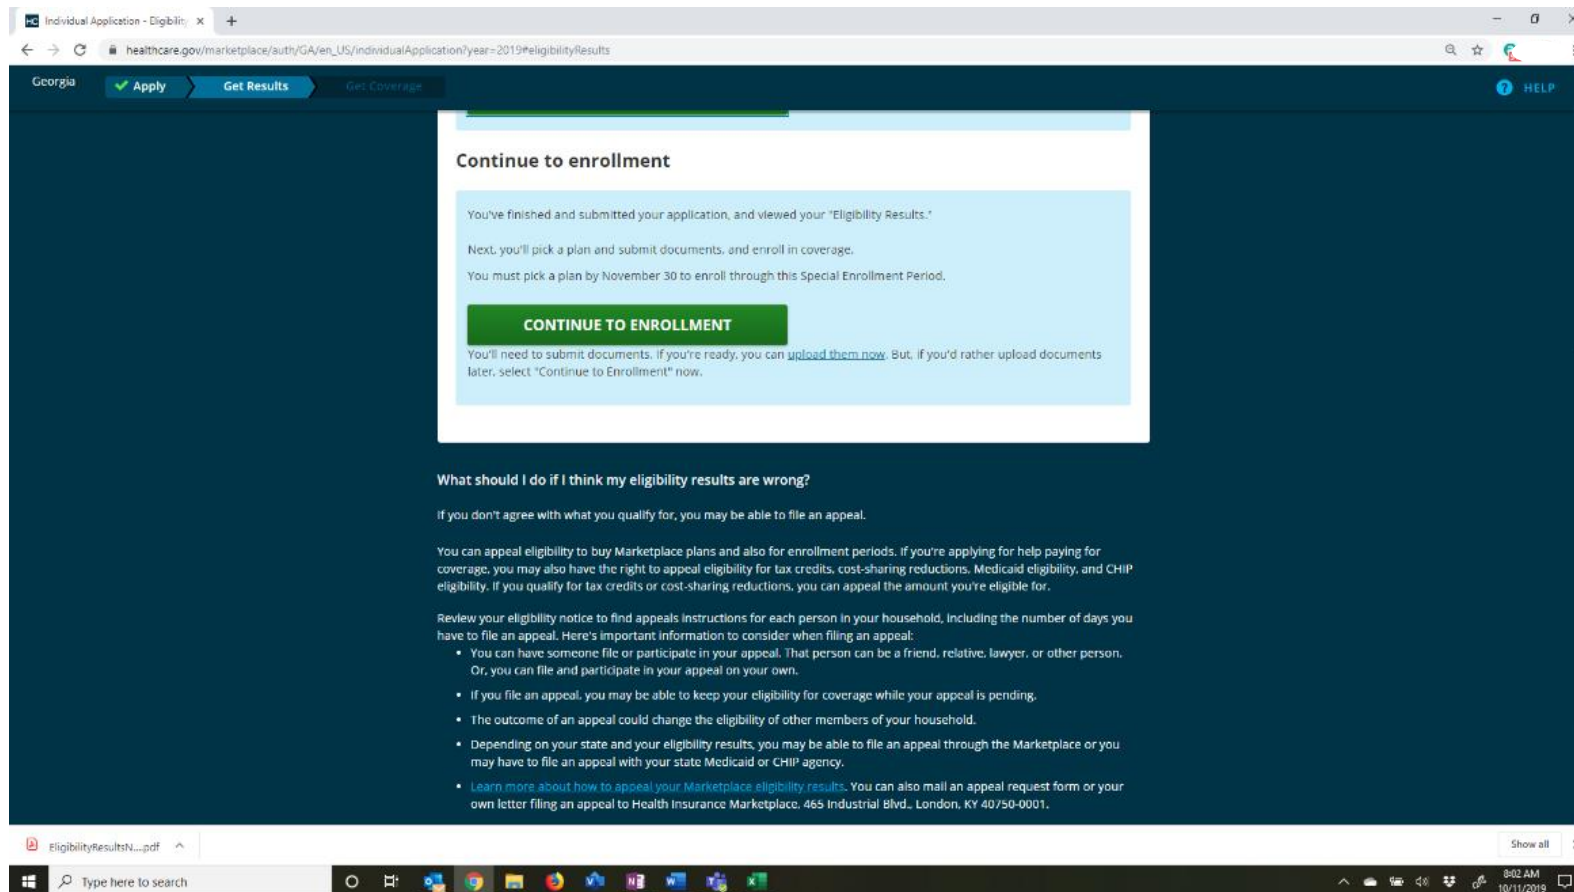 Individual Application - Eligibility
healthcare.gov/marketplace/auth/GA/en_US/individualApplication?year=2019#eligibilityResults
Georgia
Apply
Get Results
Get Coverage
HELP
Continue to enrollment
You've finished and submitted your application, and viewed your "Eligibility Results."
Next, you'll pick a plan and submit documents, and enroll in coverage.
You must pick a plan by November 30 to enroll through this Special Enrollment Period.
CONTINUE TO ENROLLMENT
You'll need to submit documents. If you're ready, you can upload them now. But, if you'd rather upload documents
later, select "Continue to Enrollment" now.
What should I do if I think my eligibility results are wrong?
If you don't agree with what you qualify for, you may be able to file an appeal.
You can appeal eligibility to buy Marketplace plans and also for enrollment periods. If you're applying for help paying for
coverage, you may also have the right to appeal eligibility for tax credits, cost-sharing reductions, Medicaid eligibility, and CHIP
eligibility. If you qualify for tax credits or cost-sharing reductions, you can appeal the amount you're eligible for.
Review your eligibility notice to find appeals instructions for each person in your household, including the number of days you
have to file an appeal. Here's important information to consider when filing an appeal:
• You can have someone file or participate in your appeal. That person can be a friend, relative, lawyer, or other person.
Or, you can file and participate in your appeal on your own.
• If you file an appeal, you may be able to keep your eligibility for coverage while your appeal is pending.
• The outcome of an appeal could change the eligibility of other members of your household.
• Depending on your state and your eligibility results, you may be able to file an appeal through the Marketplace or you
may have to file an appeal with your state Medicaid or CHIP agency.
• Learn more about how to appeal your Marketplace eligibility results. You can also mail an appeal request form or your
own letter filing an appeal to Health Insurance Marketplace, 465 Industrial Blvd., London, KY 40750-0001.
EligibilityResultsN....pdf
Show all
Type here to search
8:02 AM
10/11/2019